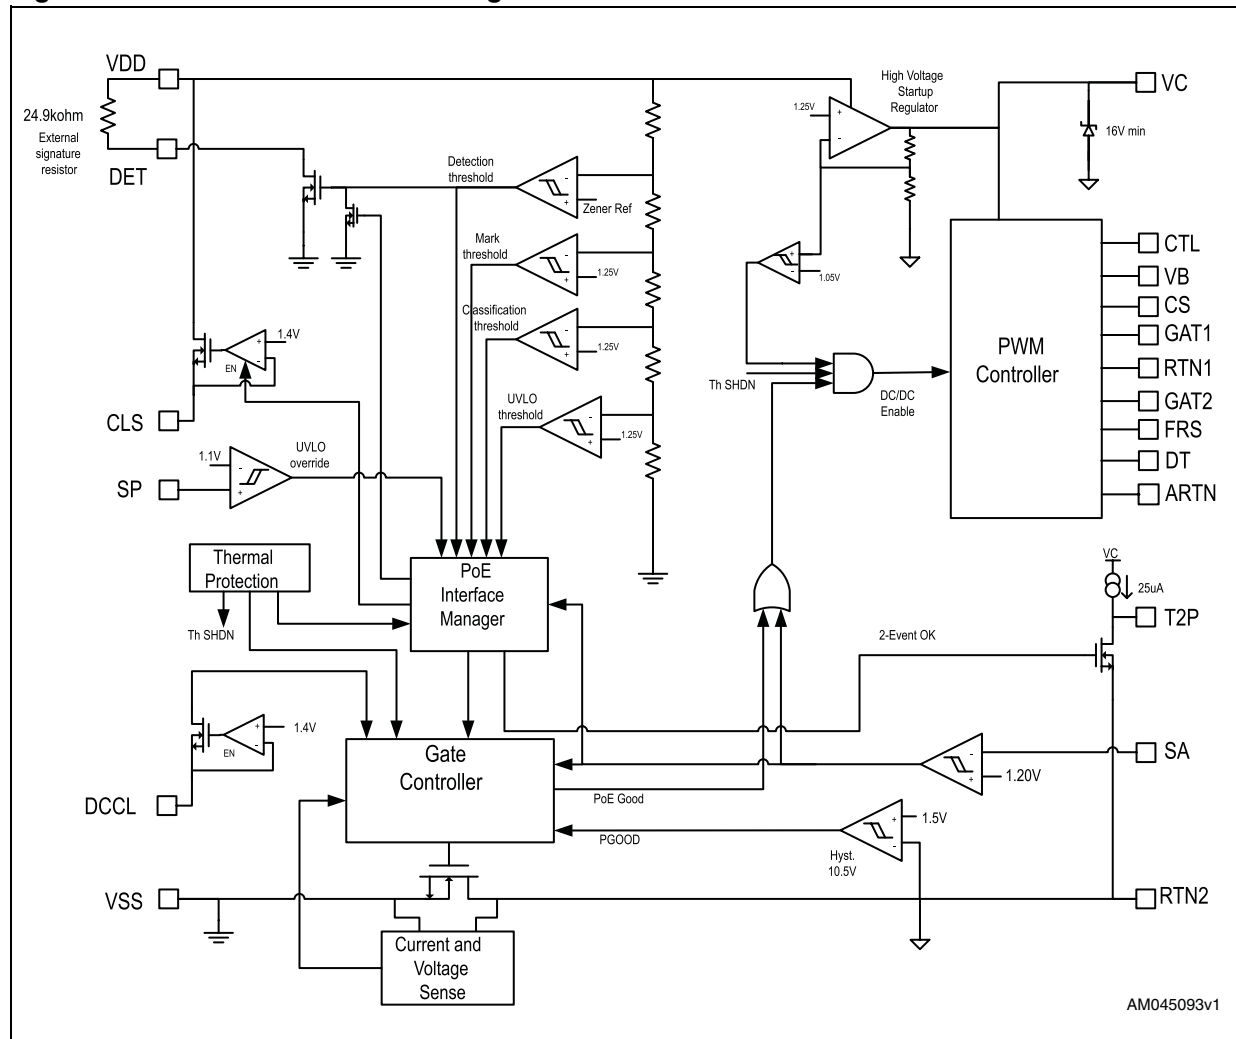 VDD
24.9kohm
External
signature
resistor
DET
High Voltage
Startup
Regulator
1.25V
+
-
VC
16V min
Detection
threshold
-
+
Zener Ref
Mark
threshold
-
+
1.25V
+
-
1.05V
Classification
threshold
-
+
1.25V
1.4V
+
-
EN
CLS
UVLO
threshold
-
+
1.25V
Th SHDN
DC/DC
Enable
PWM
Controller
CTL
VB
CS
GAT1
RTN1
GAT2
FRS
DT
ARTN
1.1V
-
+
UVLO
override
SP
Thermal
Protection
Th SHDN
PoE
Interface
Manager
VC
25uA
T2P
2-Event OK
1.4V
+
-
EN
DCCL
Gate
Controller
PoE Good
PGOOD
-
+
1.20V
SA
+
-
1.5V
Hyst.
10.5V
VSS
RTN2
Current and
Voltage
Sense
AM045093v1